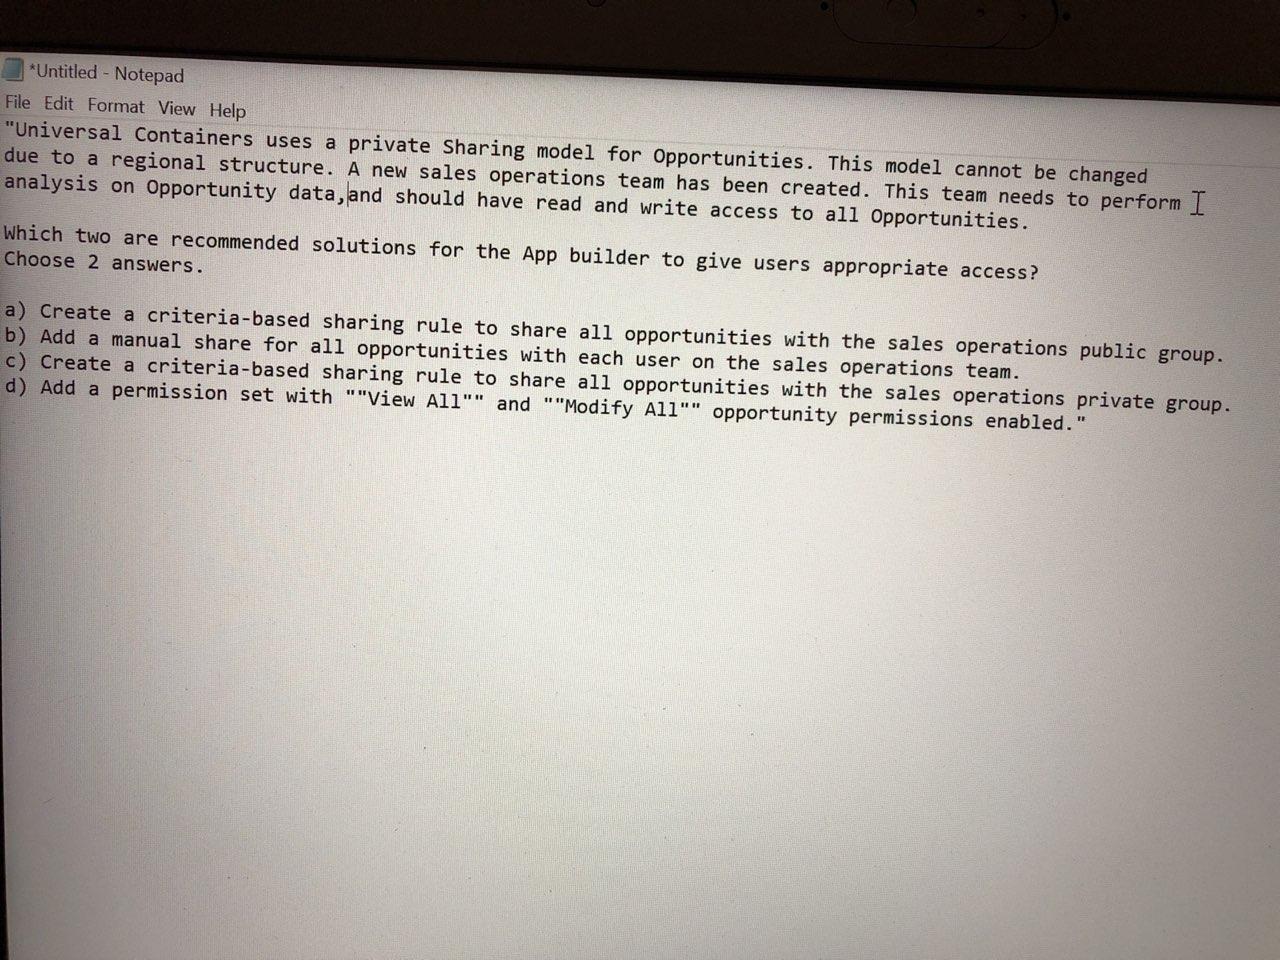 *Untitled - Notepad
File Edit Format View Help
"Universal Containers uses a private Sharing model for Opportunities. This model cannot be changed
due to a regional structure. A new sales operations team has been created. This team needs to perform
analysis on Opportunity data,and should have read and write access to all Opportunities.
Which two are recommended solutions for the App builder to give users appropriate access?
Choose 2 answers.
a) Create a criteria-based sharing rule to share all opportunities with the sales operations public group.
b) Add a manual share for all opportunities with each user on the sales operations team.
c) Create a criteria-based sharing rule to share all opportunities with the sales operations private group.
d) Add a permission set with ""View All"" and ""Modify All"" opportunity permissions enabled."